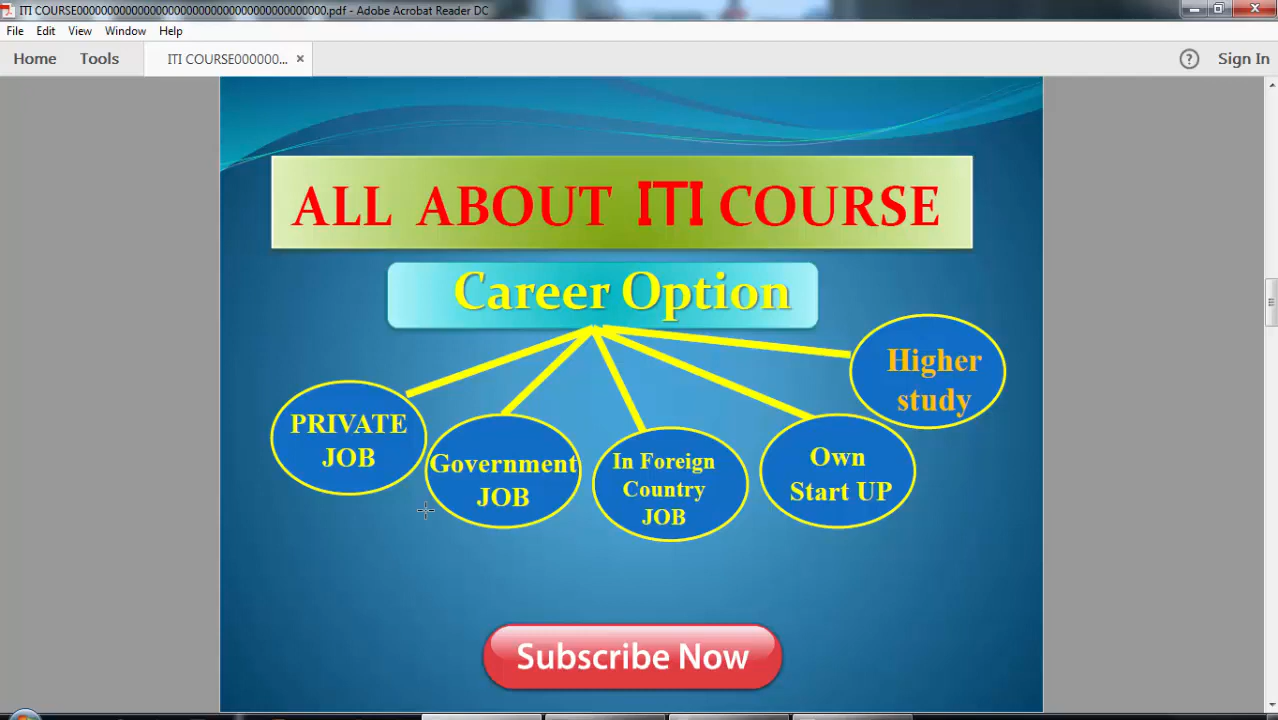 ITI COURSE00000000000000000000000000000000000000.pdf - Adobe Acrobat Reader DC
File Edit View Window Help
Home Tools ITI COURSE000000... × ? Sign In
ALL ABOUT ITI COURSE
Career Option
Higher
study
PRIVATE
JOB
Government
JOB
In Foreign
Country
JOB
Own
Start UP
Subscribe Now